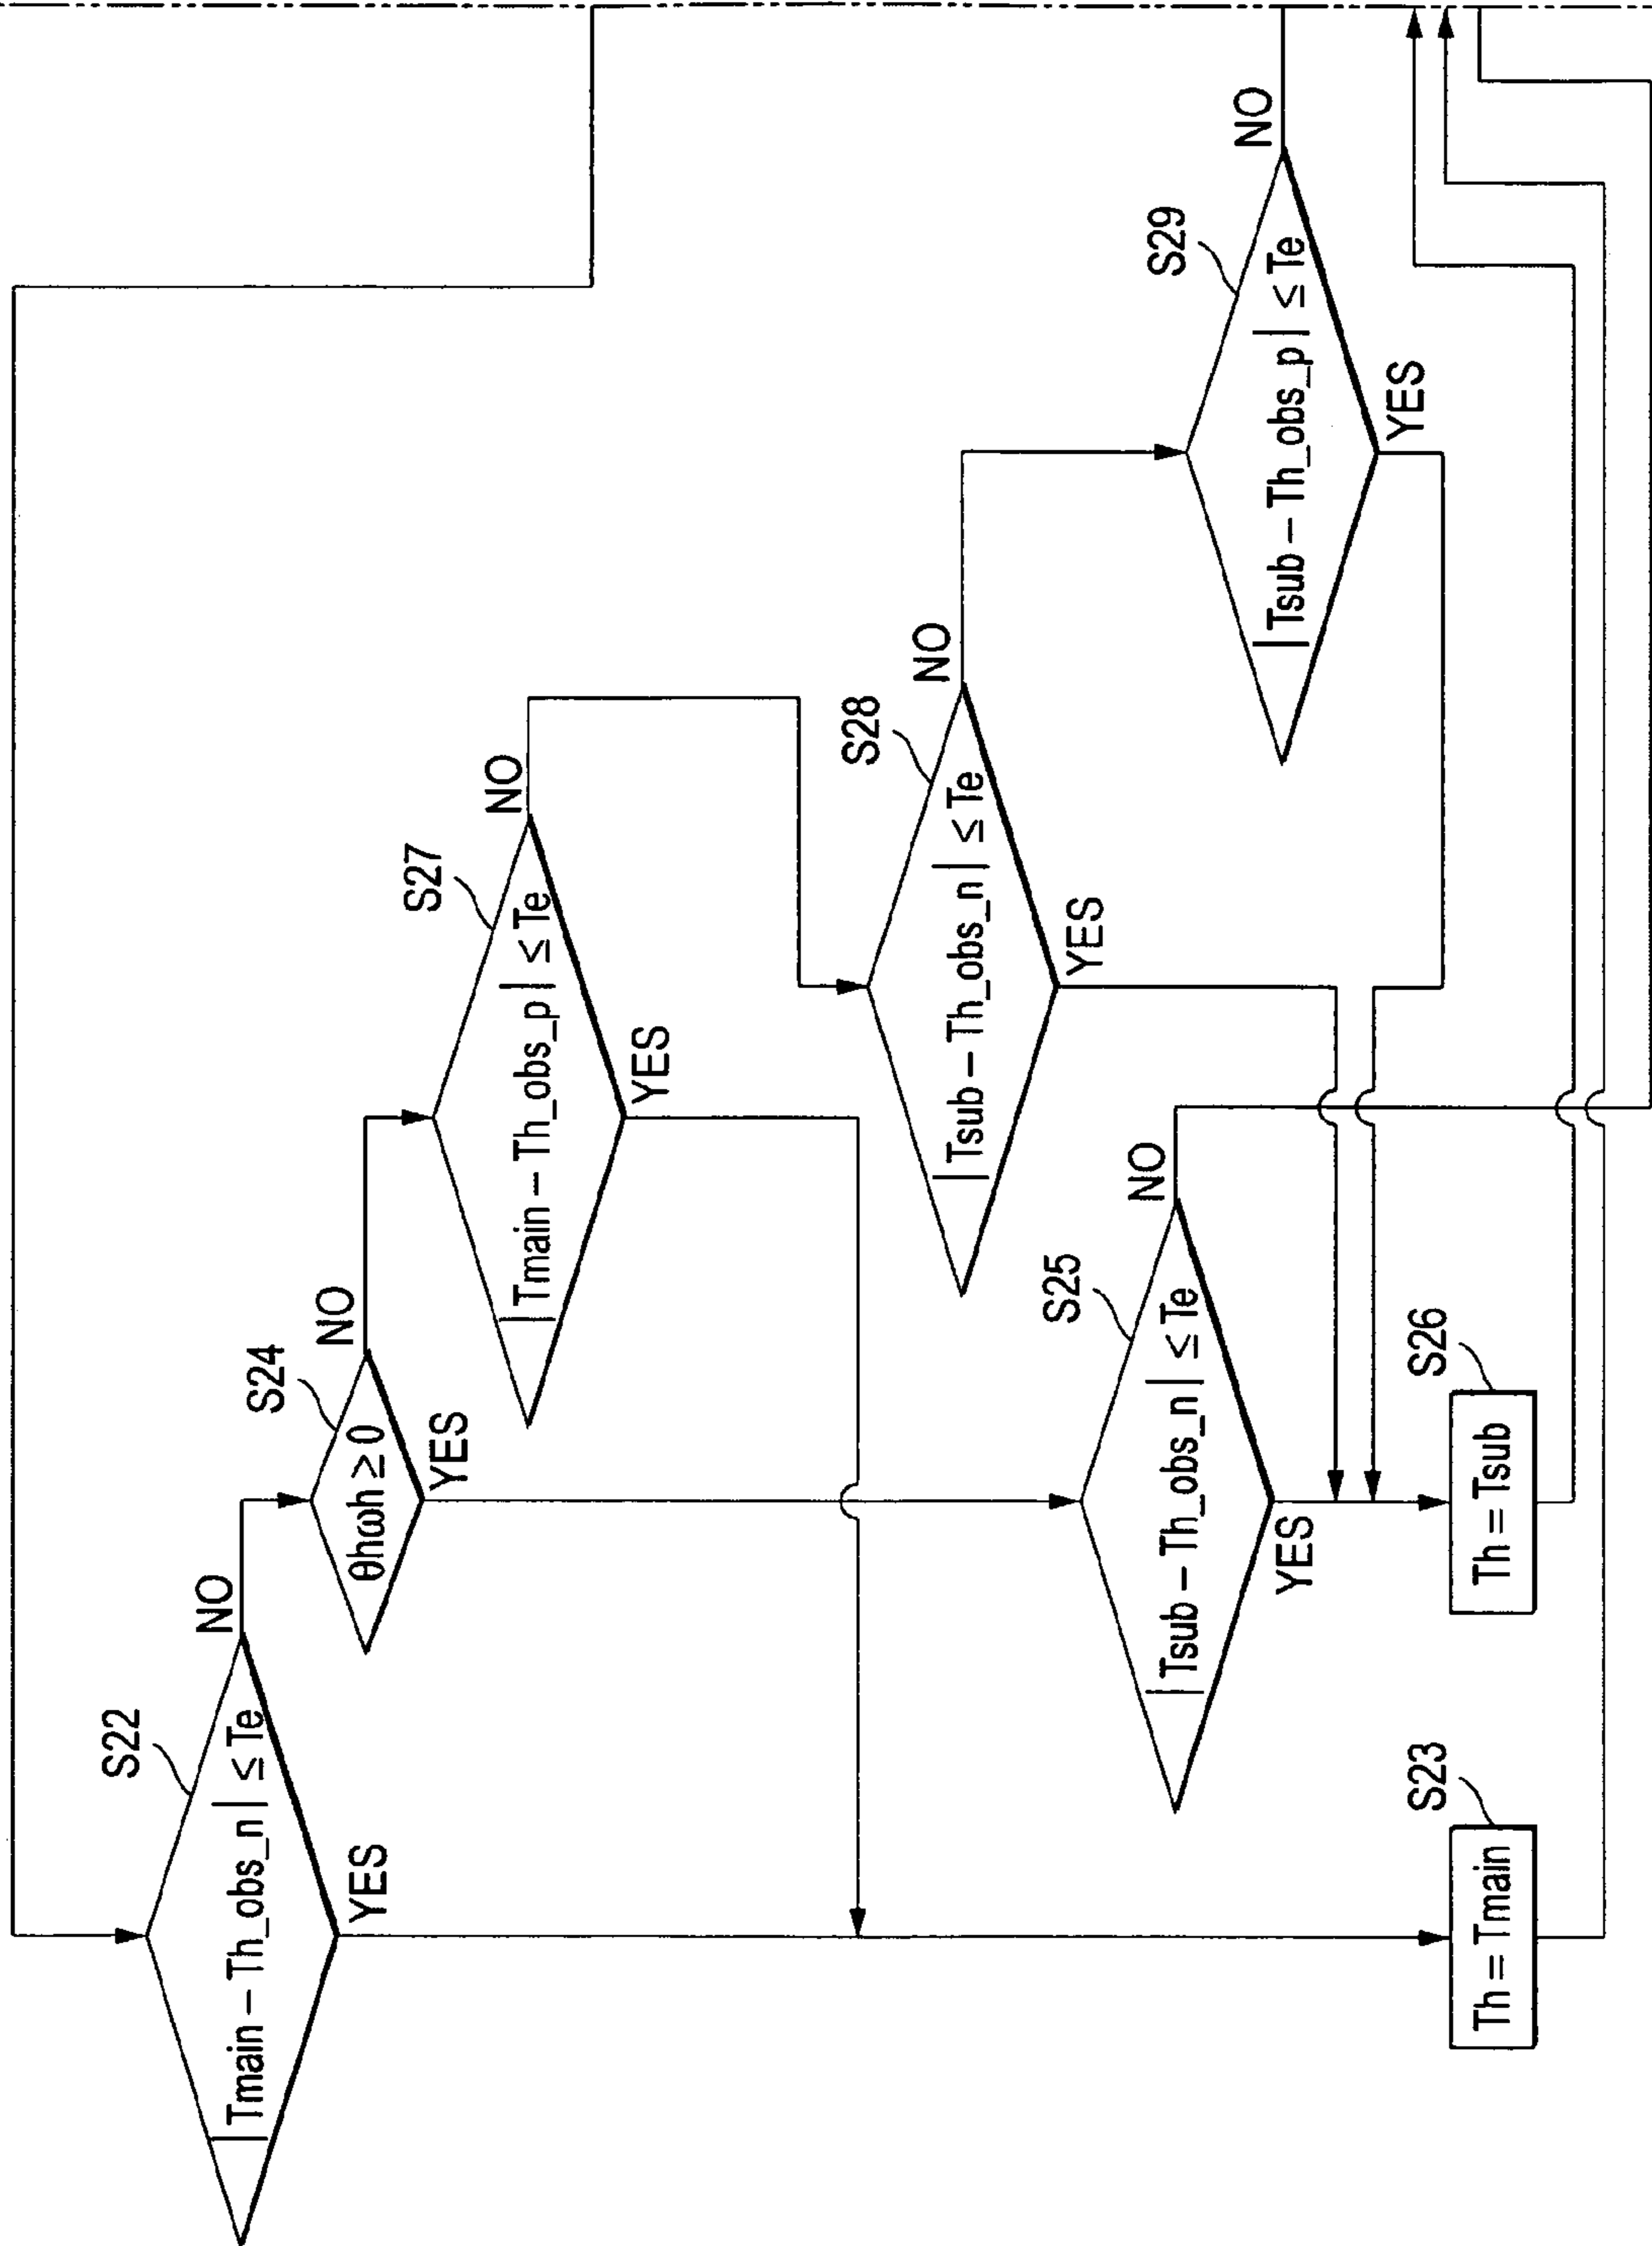 S22
|Tmain – Th_obs_n| ≤ Te
NO
YES
S24
θhωh ≥ 0
NO
YES
S27
|Tmain – Th_obs_p| ≤ Te
NO
YES
S28
|Tsub – Th_obs_n| ≤ Te
NO
YES
S29
|Tsub – Th_obs_p| ≤ Te
NO
YES
S25
|Tsub – Th_obs_n| ≤ Te
NO
YES
S23
Th = Tmain
S26
Th = Tsub